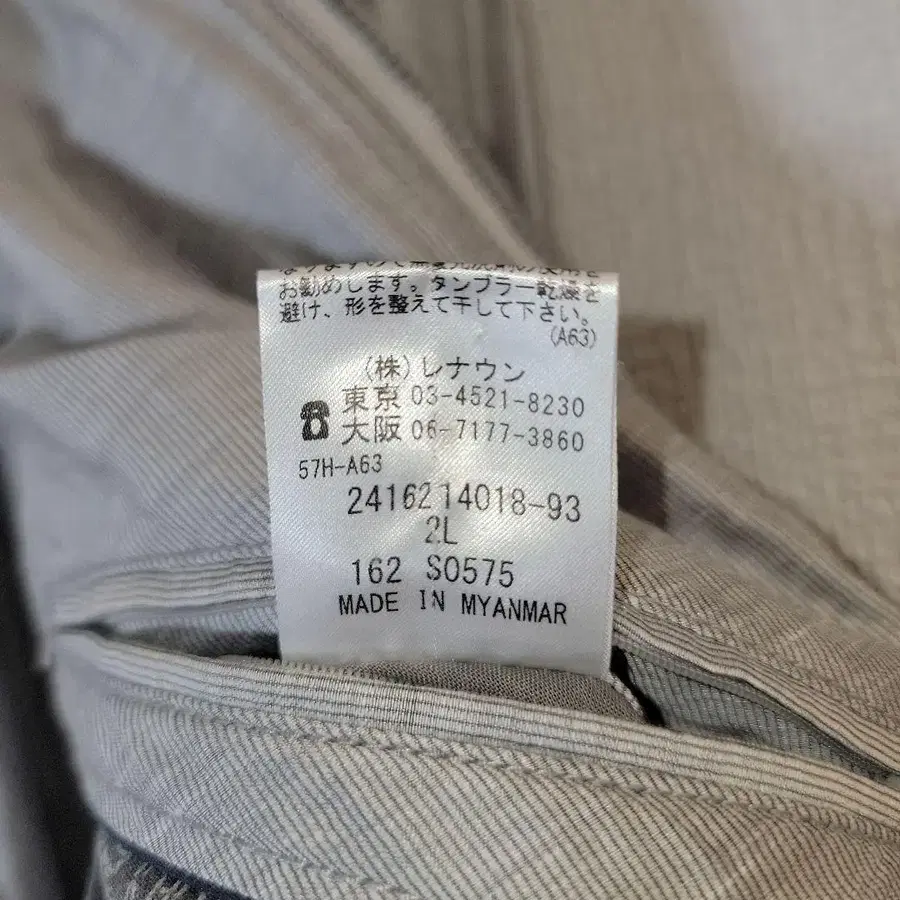 お勧めします。タンブラー乾燥を
避け、形を整えて干して下さい。
(A63)
(株)レナウン
☎ 東京 03-4521-8230
大阪 06-7177-3860
57H-A63
2416214018-93
2L
162 S0575
MADE IN MYANMAR